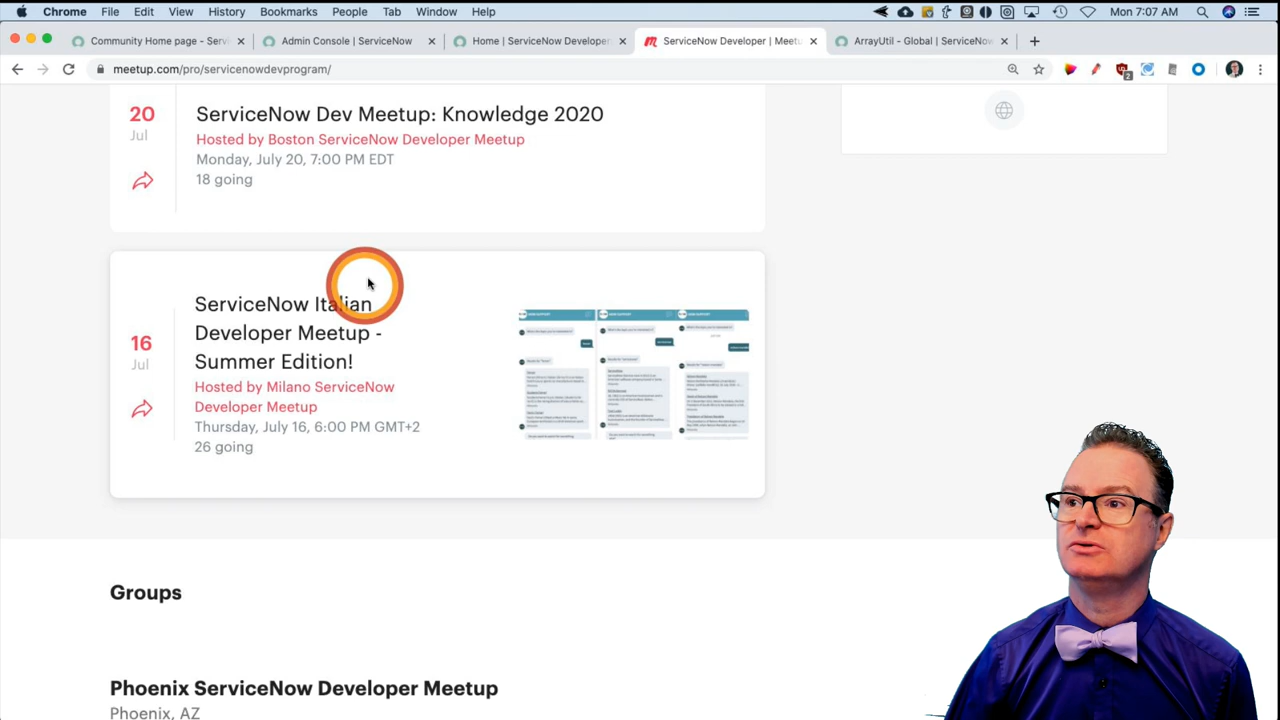 Chrome File Edit View History Bookmarks People Tab Window Help Mon 7:07 AM
Community Home page - Serv Admin Console | ServiceNow Home | ServiceNow Developer ServiceNow Developer | Meetu ArrayUtil - Global | ServiceNow
meetup.com/pro/servicenowdevprogram/
2
20
Jul
ServiceNow Dev Meetup: Knowledge 2020
Hosted by Boston ServiceNow Developer Meetup
Monday, July 20, 7:00 PM EDT
18 going
16
Jul
ServiceNow Italian
Developer Meetup -
Summer Edition!
Hosted by Milano ServiceNow
Developer Meetup
Thursday, July 16, 6:00 PM GMT+2
26 going
Groups
Phoenix ServiceNow Developer Meetup
Phoenix, AZ